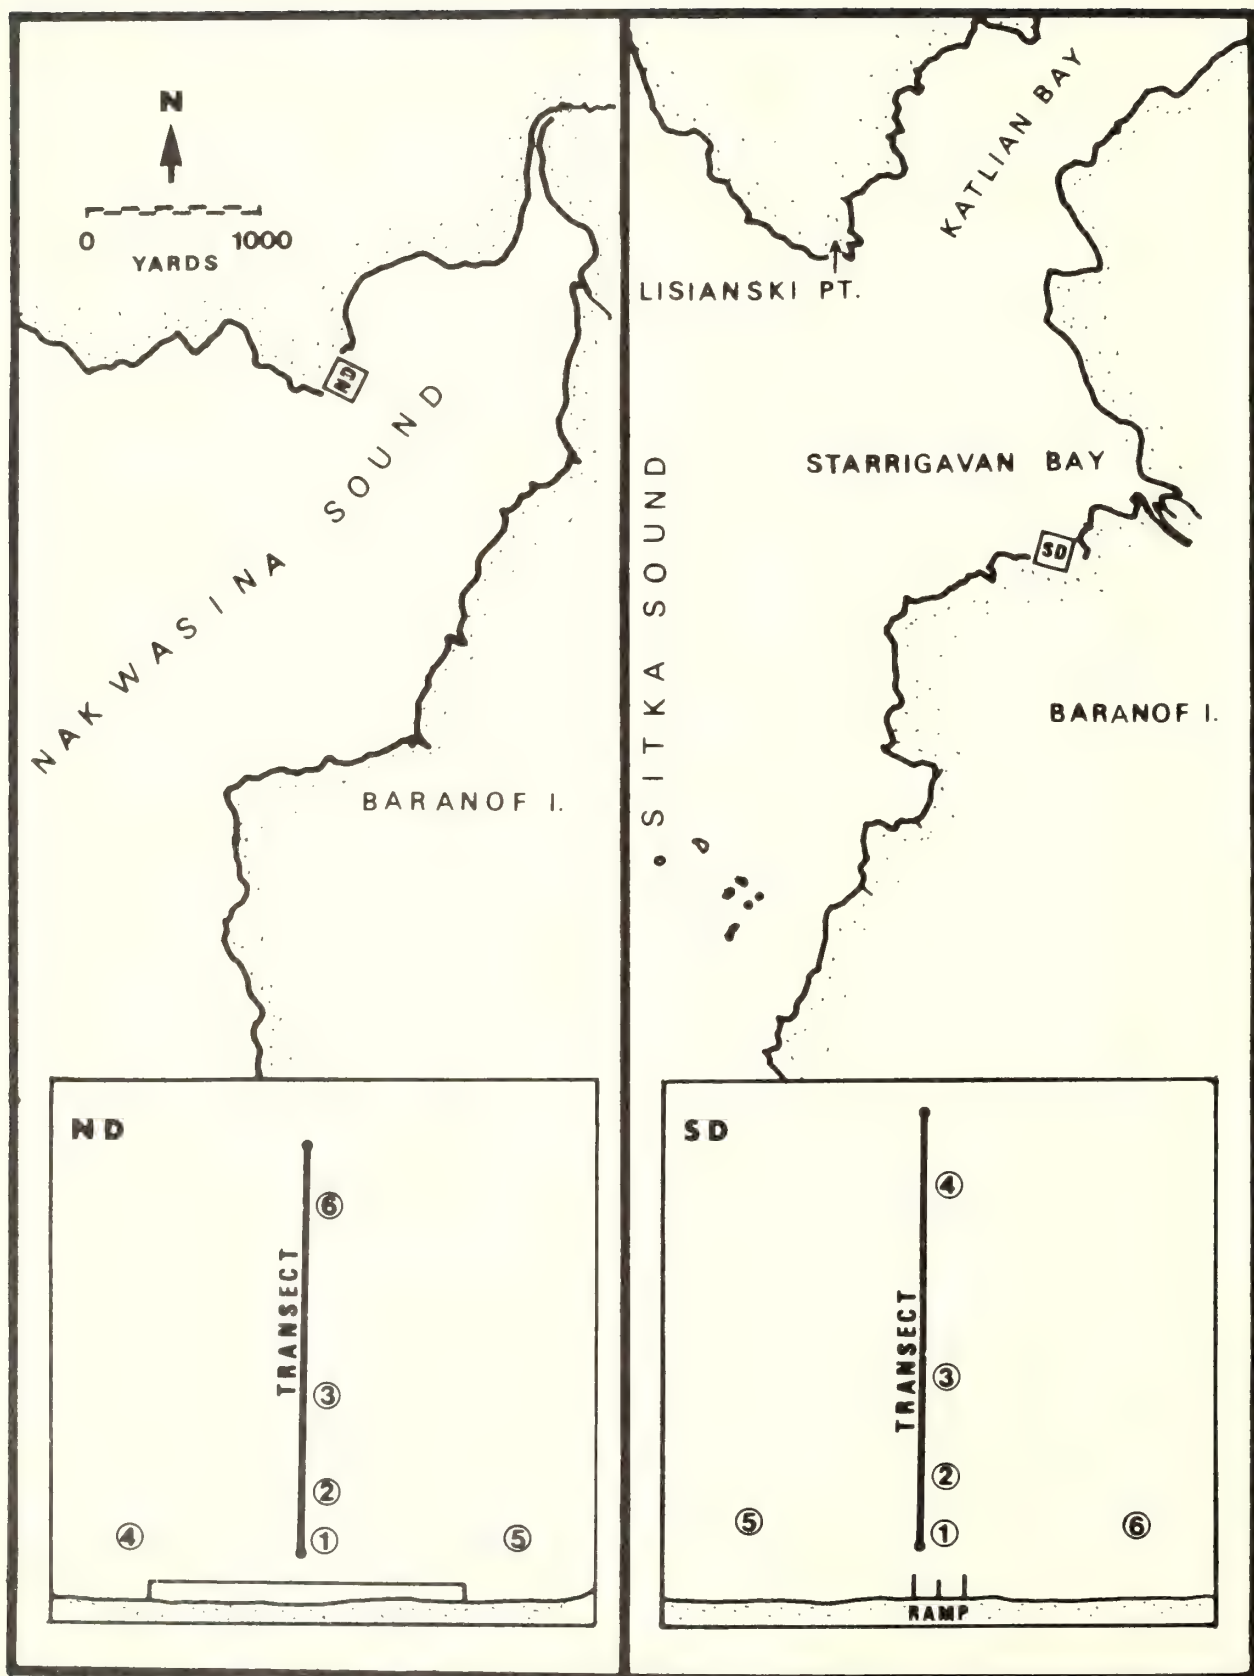 N
0 1000
YARDS
ND
NAKWASINA SOUND
BARANOF I.
KATLIAN BAY
LISIANSKI PT.
STARRIGAVAN BAY
SD
SITKA SOUND
BARANOF I.
ND
TRANSECT
6
3
2
1
4
5
SD
TRANSECT
4
3
2
1
5
6
RAMP